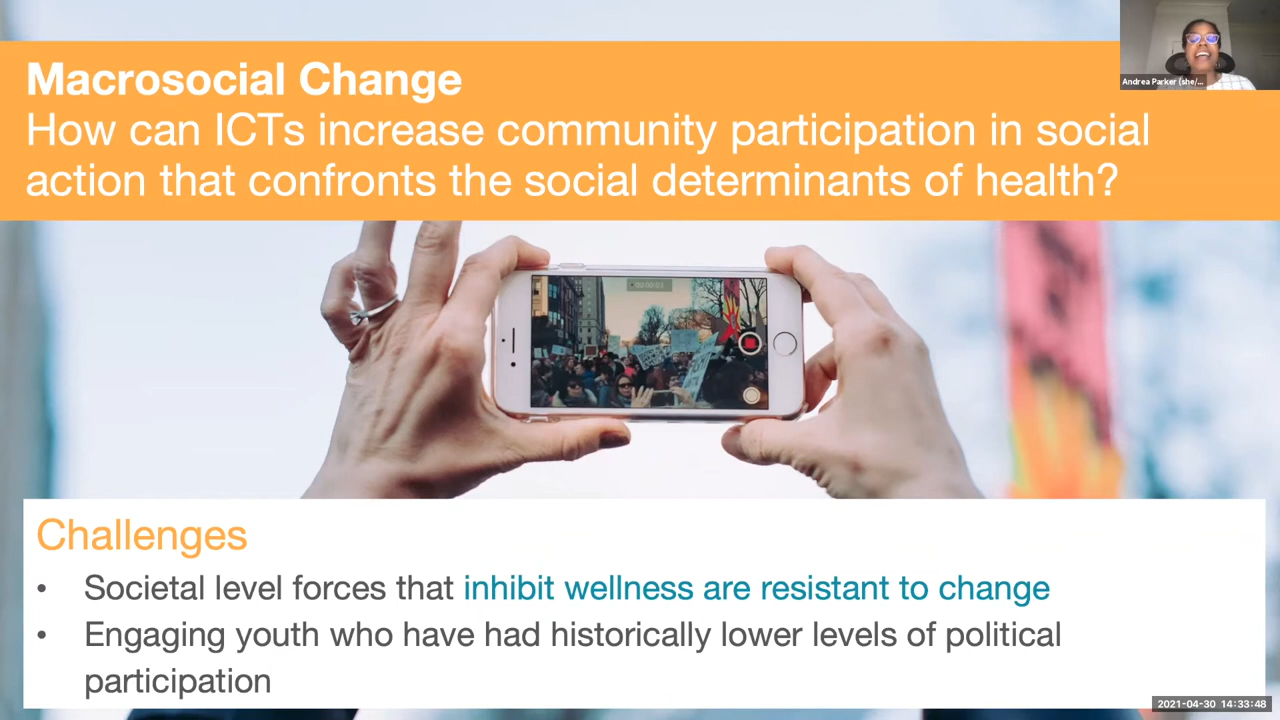 Macrosocial Change
How can ICTs increase community participation in social
action that confronts the social determinants of health?
Andrea Parker (she/...
Challenges
• Societal level forces that inhibit wellness are resistant to change
• Engaging youth who have had historically lower levels of political
participation
2021-04-30 14:33:48